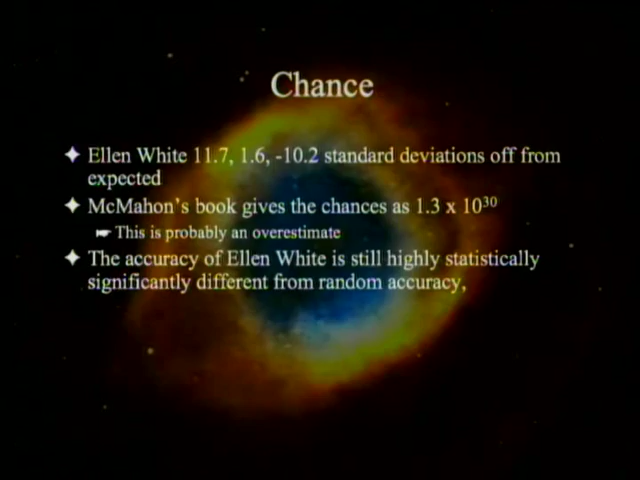 Chance
Ellen White 11.7, 1.6, -10.2 standard deviations off from
expected
McMahon's book gives the chances as 1.3 x 10³⁰
This is probably an overestimate
The accuracy of Ellen White is still highly statistically
significantly different from random accuracy,